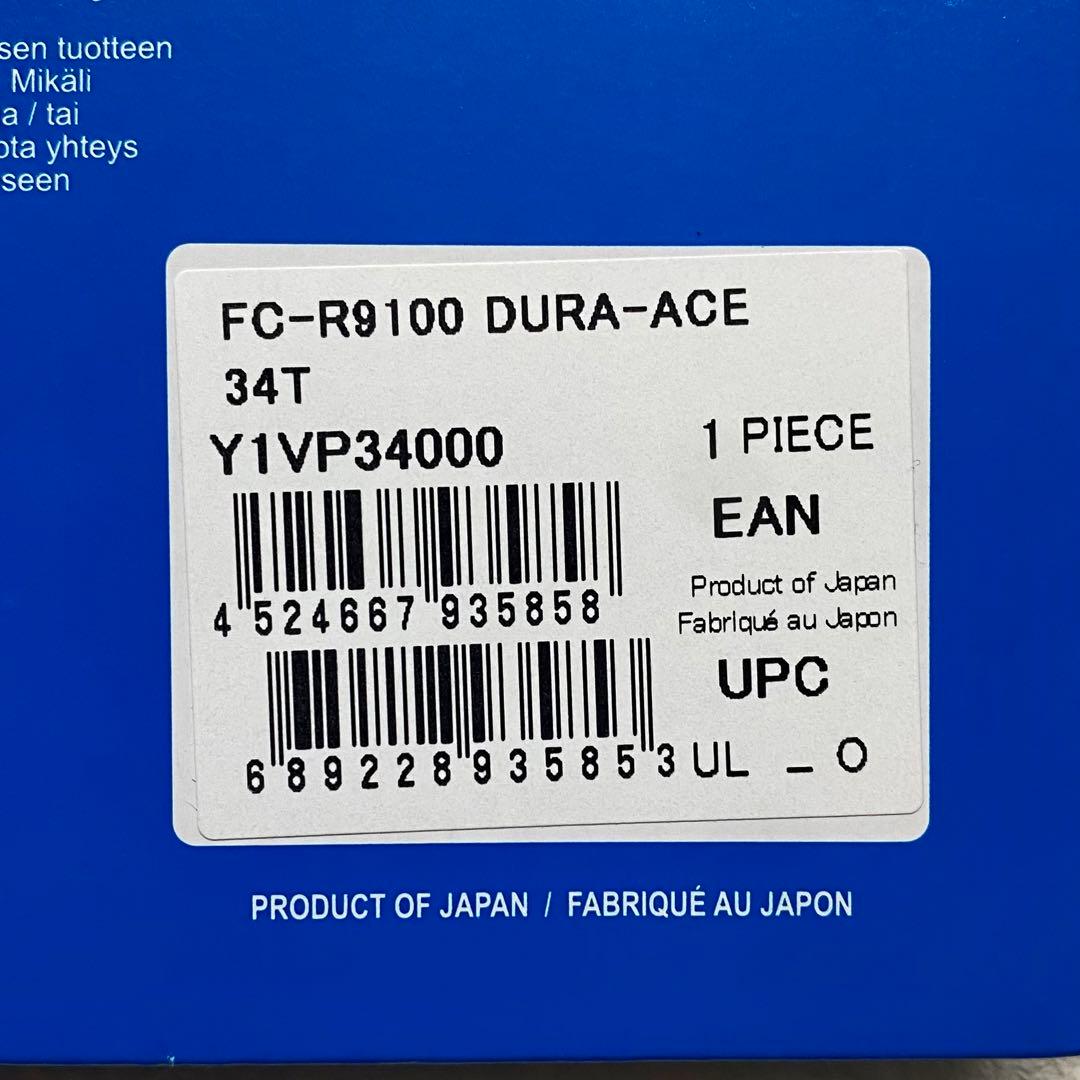 sen tuotteen
Mikäli
a / tai
ota yhteys
seen
FC-R9100 DURA-ACE
34T
Y1VP34000
1 PIECE
EAN
4 524667 935858
Product of Japan
Fabriqué au Japon
UPC
6 89228 93585 3
UL _ O
PRODUCT OF JAPAN / FABRIQUÉ AU JAPON